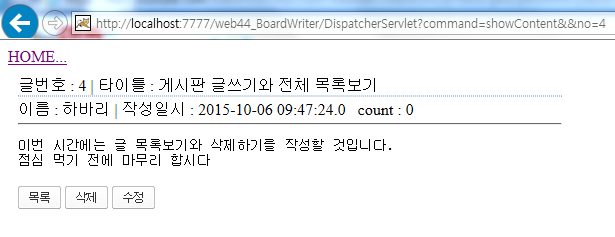 http://localhost:7777/web44_BoardWriter/DispatcherServlet?command=showContent&&no=4
HOME...
글번호 : 4 | 타이틀 : 게시판 글쓰기와 전체 목록보기
이름 : 하바리 | 작성일시 : 2015-10-06 09:47:24.0 count : 0
이번 시간에는 글 목록보기와 삭제하기를 작성할 것입니다.
점심 먹기 전에 마무리 합시다
목록 삭제 수정